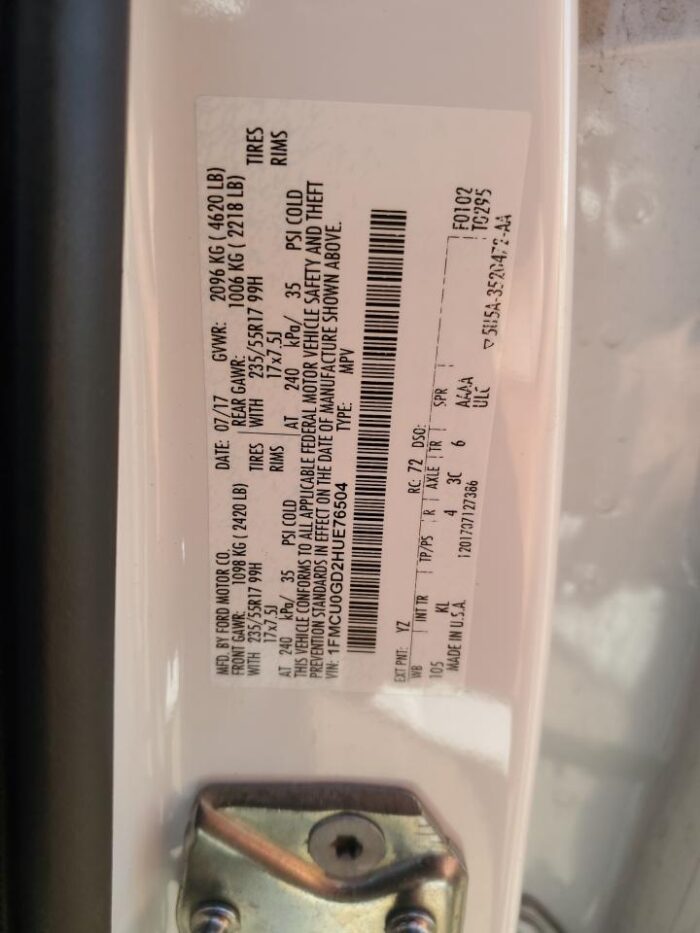 MFD. BY FORD MOTOR CO. DATE: 07/17 GVWR: 2096 KG ( 4620 LB)
FRONT GAWR: 1098 KG ( 2420 LB) REAR GAWR: 1006 KG ( 2218 LB)
WITH 235/55R17 99H TIRES WITH 235/55R17 99H TIRES
17x7.5J RIMS 17x7.5J RIMS
AT 240 kPa/ 35 PSI COLD AT 240 kPa/ 35 PSI COLD
THIS VEHICLE CONFORMS TO ALL APPLICABLE FEDERAL MOTOR VEHICLE SAFETY AND THEFT
PREVENTION STANDARDS IN EFFECT ON THE DATE OF MANUFACTURE SHOWN ABOVE.
VIN: 1FMCU0GD2HUE76504 TYPE: MPV
EXT PNT: YZ RC: 72 DSO: F0102
WB INT TR TP/PS R AXLE TR SPR TG295
105 KL 4 3C 6 AAAA
MADE IN U.S.A. 1201707127386 ULC